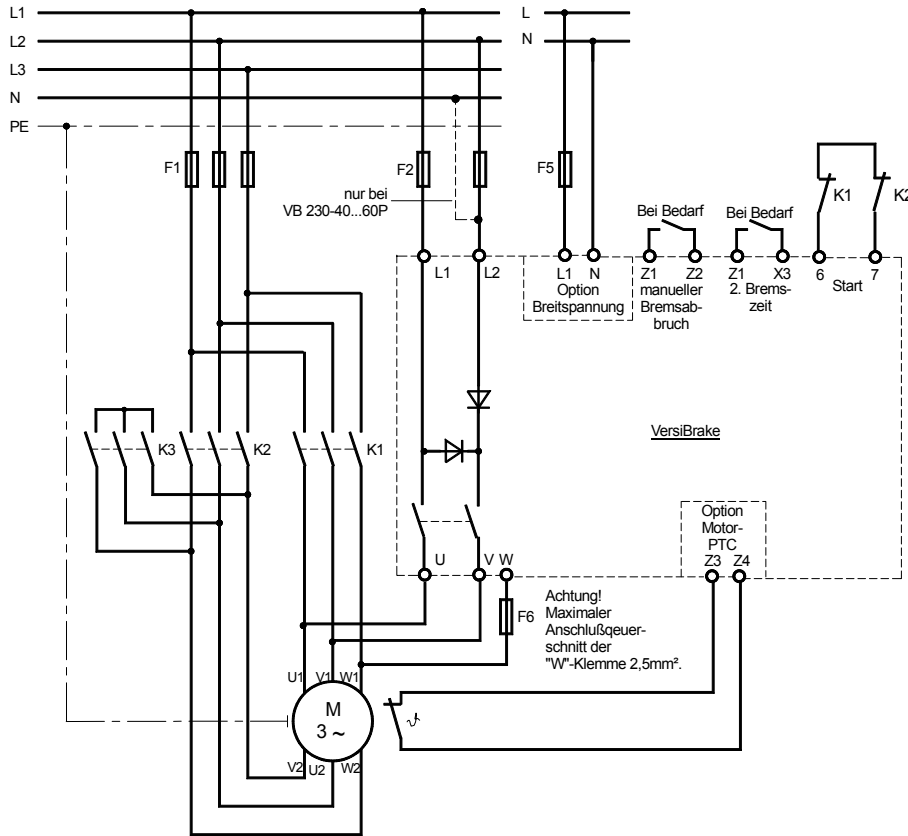 L1
L2
L3
N
PE
L
N
F1
F2
F5
nur bei
VB 230-40...60P
Bei Bedarf
Bei Bedarf
K1
K2
L1
L2
L1
N
Option
Breitspannung
Z1
Z2
manueller
Bremsab-
bruch
Z1
X3
2. Brems-
zeit
6
7
Start
K3
K2
K1
VersiBrake
Option
Motor-
PTC
Z3
Z4
U
V
W
F6
Achtung!
Maximaler
Anschlußqeuer-
schnitt der
"W"-Klemme 2,5mm².
U1
V1
W1
M
3 ~
ϑ
V2
U2
W2